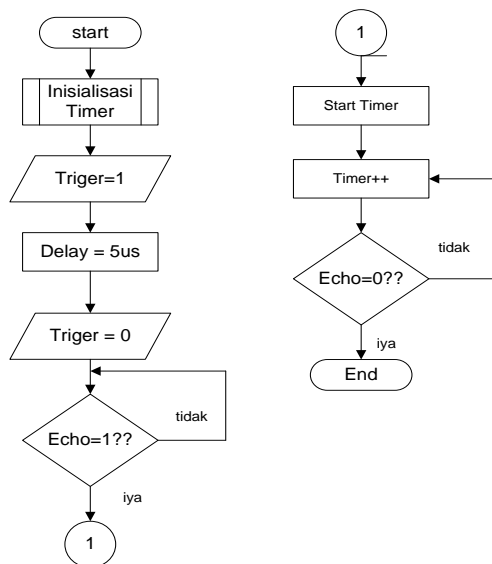 start
Inisialisasi
Timer
Triger=1
Delay = 5us
Triger = 0
Echo=1??
tidak
iya
1
1
Start Timer
Timer++
Echo=0??
tidak
iya
End